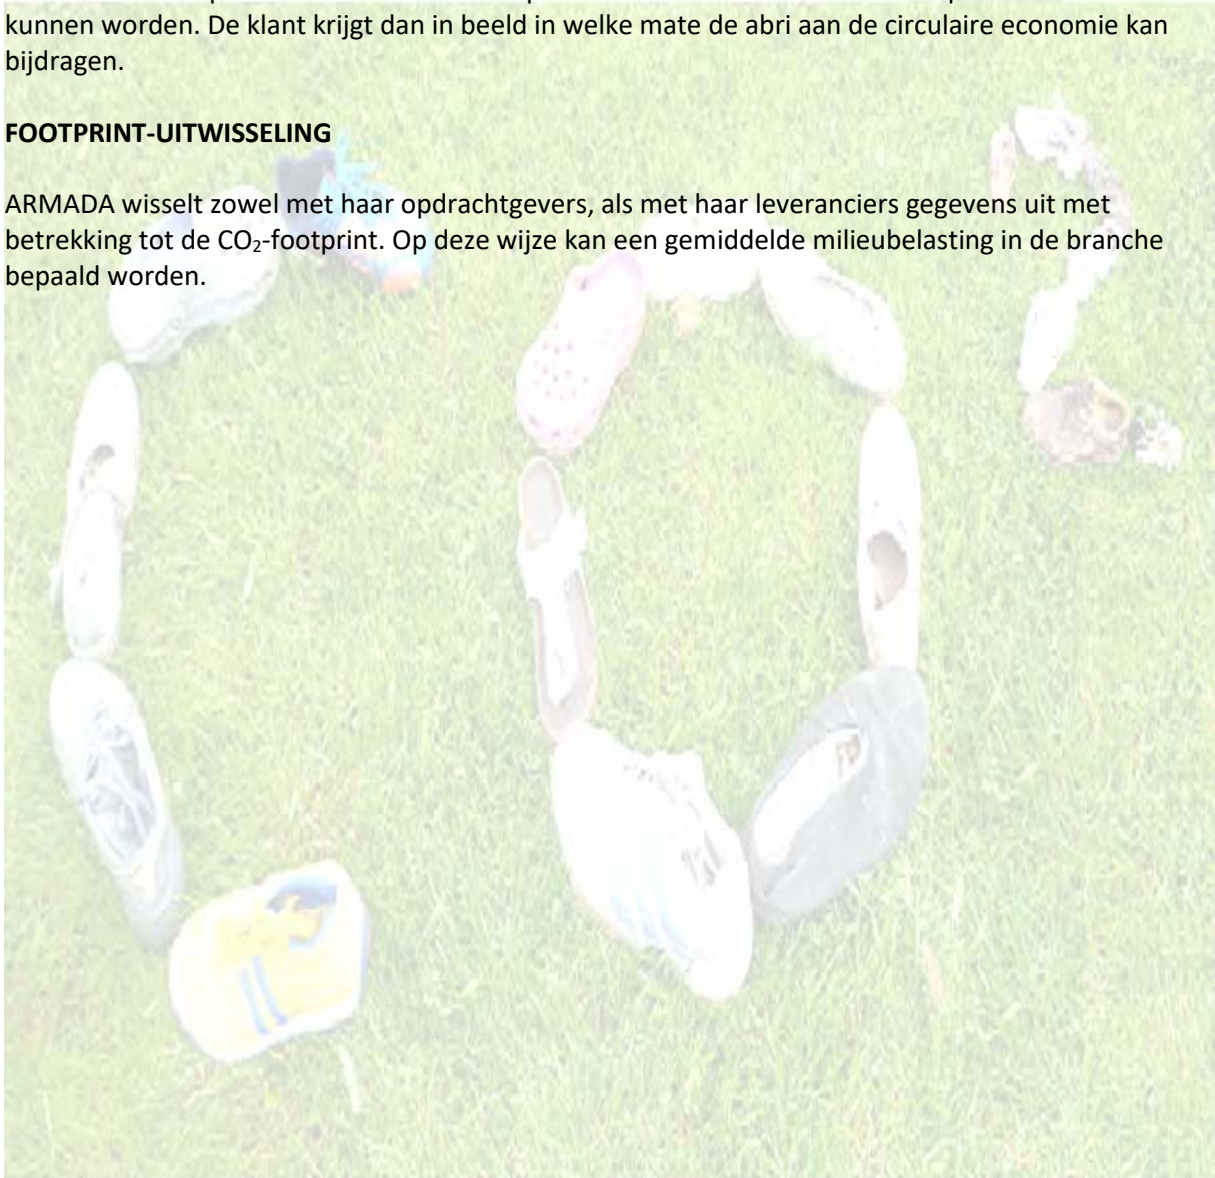 kunnen worden. De klant krijgt dan in beeld in welke mate de abri aan de circulaire economie kan
bijdragen.
FOOTPRINT-UITWISSELING
ARMADA wisselt zowel met haar opdrachtgevers, als met haar leveranciers gegevens uit met
betrekking tot de CO₂-footprint. Op deze wijze kan een gemiddelde milieubelasting in de branche
bepaald worden.